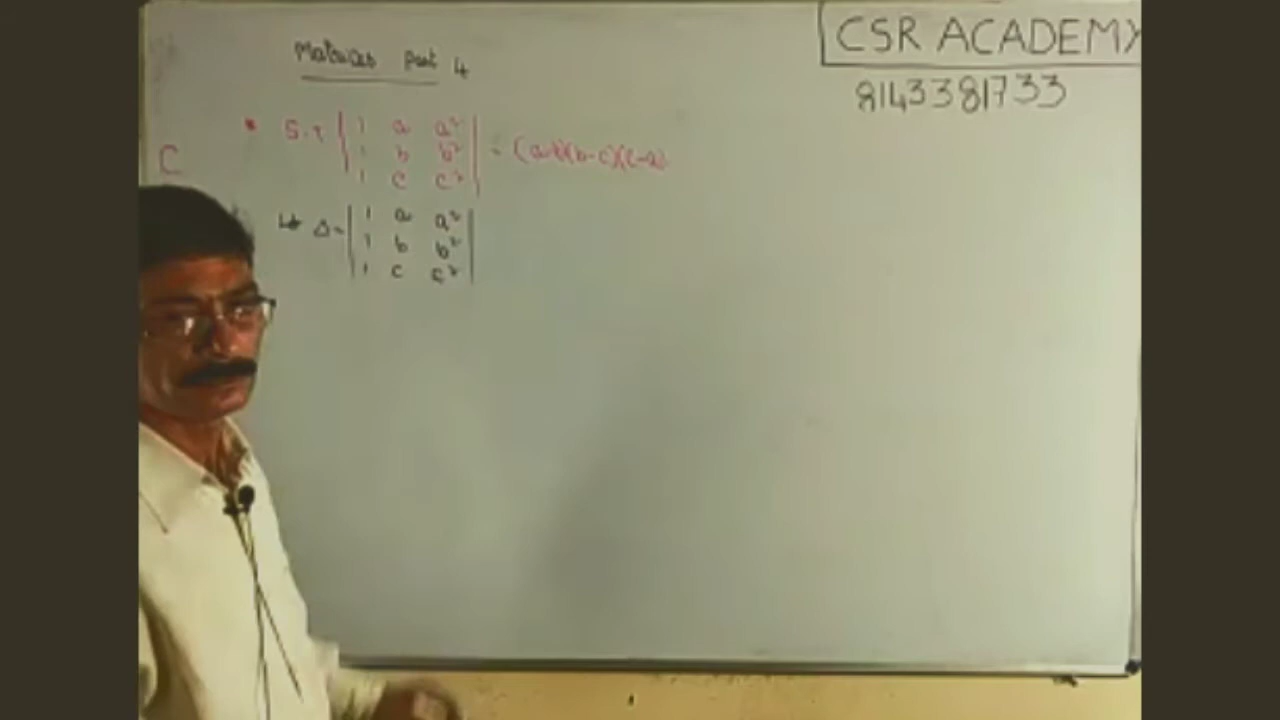 CSR ACADEMY
8143381733
Matrices Part 4
S.T | 1 a a² | = (a-b)(b-c)(c-a)
| 1 b b² |
| 1 c c² |
C
Let Δ = | 1 a a² |
| 1 b b² |
| 1 c c² |